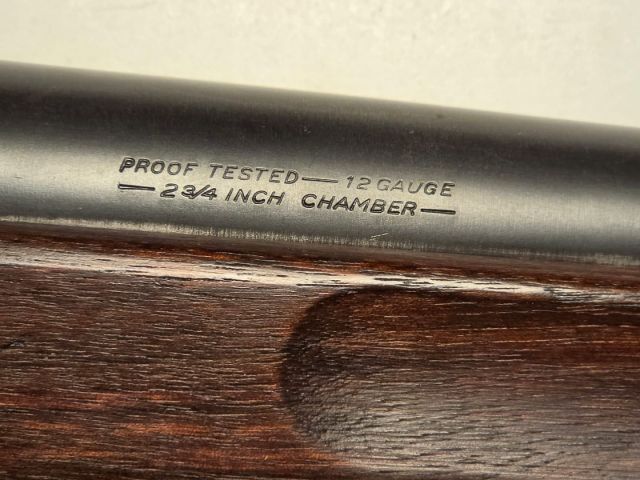 PROOF TESTED — 12 GAUGE
— 2 3/4 INCH CHAMBER —